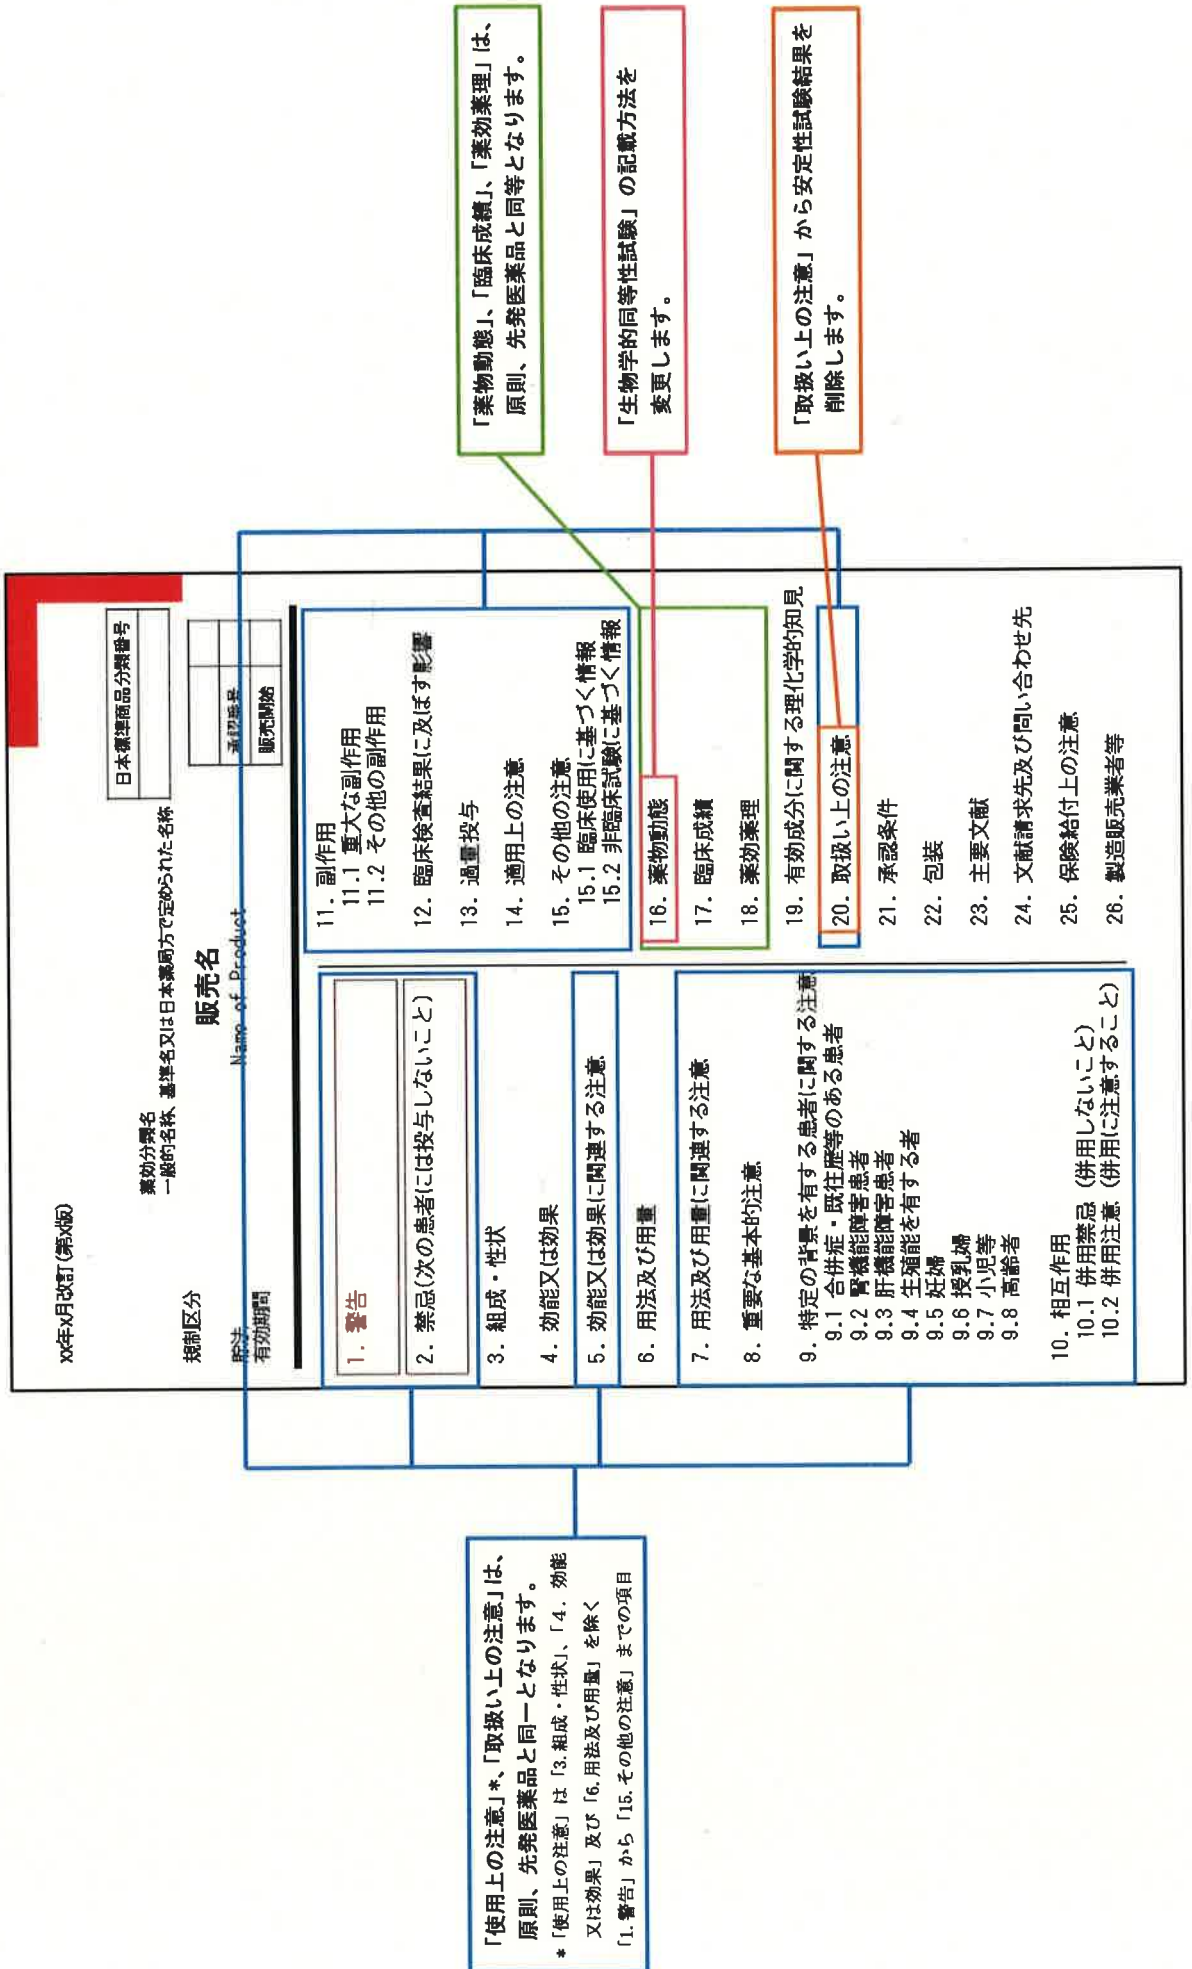 XX年X月改訂(第X版)
日本標準商品分類番号
薬効分類名
一般的名称、基準名又は日本薬局方で定められた名称
規制区分
販売名
承認番号
貯法
Name of Product
有効期間
販売開始
1. 警告
2. 禁忌(次の患者には投与しないこと)
3. 組成・性状
4. 効能又は効果
5. 効能又は効果に関連する注意
6. 用法及び用量
7. 用法及び用量に関連する注意
8. 重要な基本的注意
9. 特定の背景を有する患者に関する注意
9.1 合併症・既往歴等のある患者
9.2 腎機能障害患者
9.3 肝機能障害患者
9.4 生殖能を有する者
9.5 妊婦
9.6 授乳婦
9.7 小児等
9.8 高齢者
10. 相互作用
10.1 併用禁忌 (併用しないこと)
10.2 併用注意 (併用に注意すること)
11. 副作用
11.1 重大な副作用
11.2 その他の副作用
12. 臨床検査結果に及ぼす影響
13. 過量投与
14. 適用上の注意
15. その他の注意
15.1 臨床使用に基づく情報
15.2 非臨床試験に基づく情報
16. 薬物動態
17. 臨床成績
18. 薬効薬理
19. 有効成分に関する理化学的知見
20. 取扱い上の注意
21. 承認条件
22. 包装
23. 主要文献
24. 文献請求先及び問い合わせ先
25. 保険給付上の注意
26. 製造販売業者等
「使用上の注意」*、「取扱い上の注意」は、
原則、先発医薬品と同一となります。
*「使用上の注意」は「3.組成・性状」、「4. 効能
又は効果」及び「6.用法及び用量」を除く
「1.警告」から「15.その他の注意」までの項目
「薬物動態」、「臨床成績」、「薬効薬理」は、
原則、先発医薬品と同等となります。
「生物学的同等性試験」の記載方法を
変更します。
「取扱い上の注意」から安定性試験結果を
削除します。